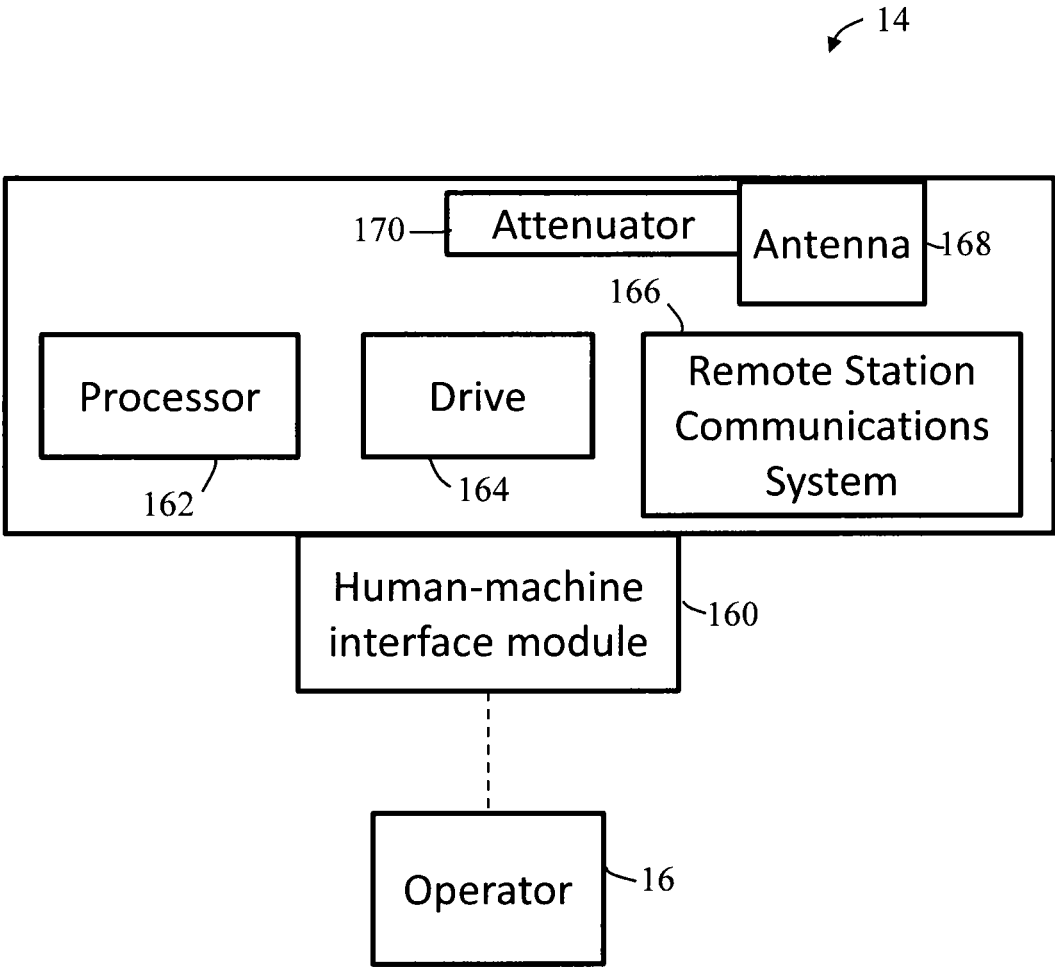 14
170
Attenuator
Antenna
168
166
Processor
Drive
Remote Station
Communications
System
162
164
Human-machine
interface module
160
Operator
16